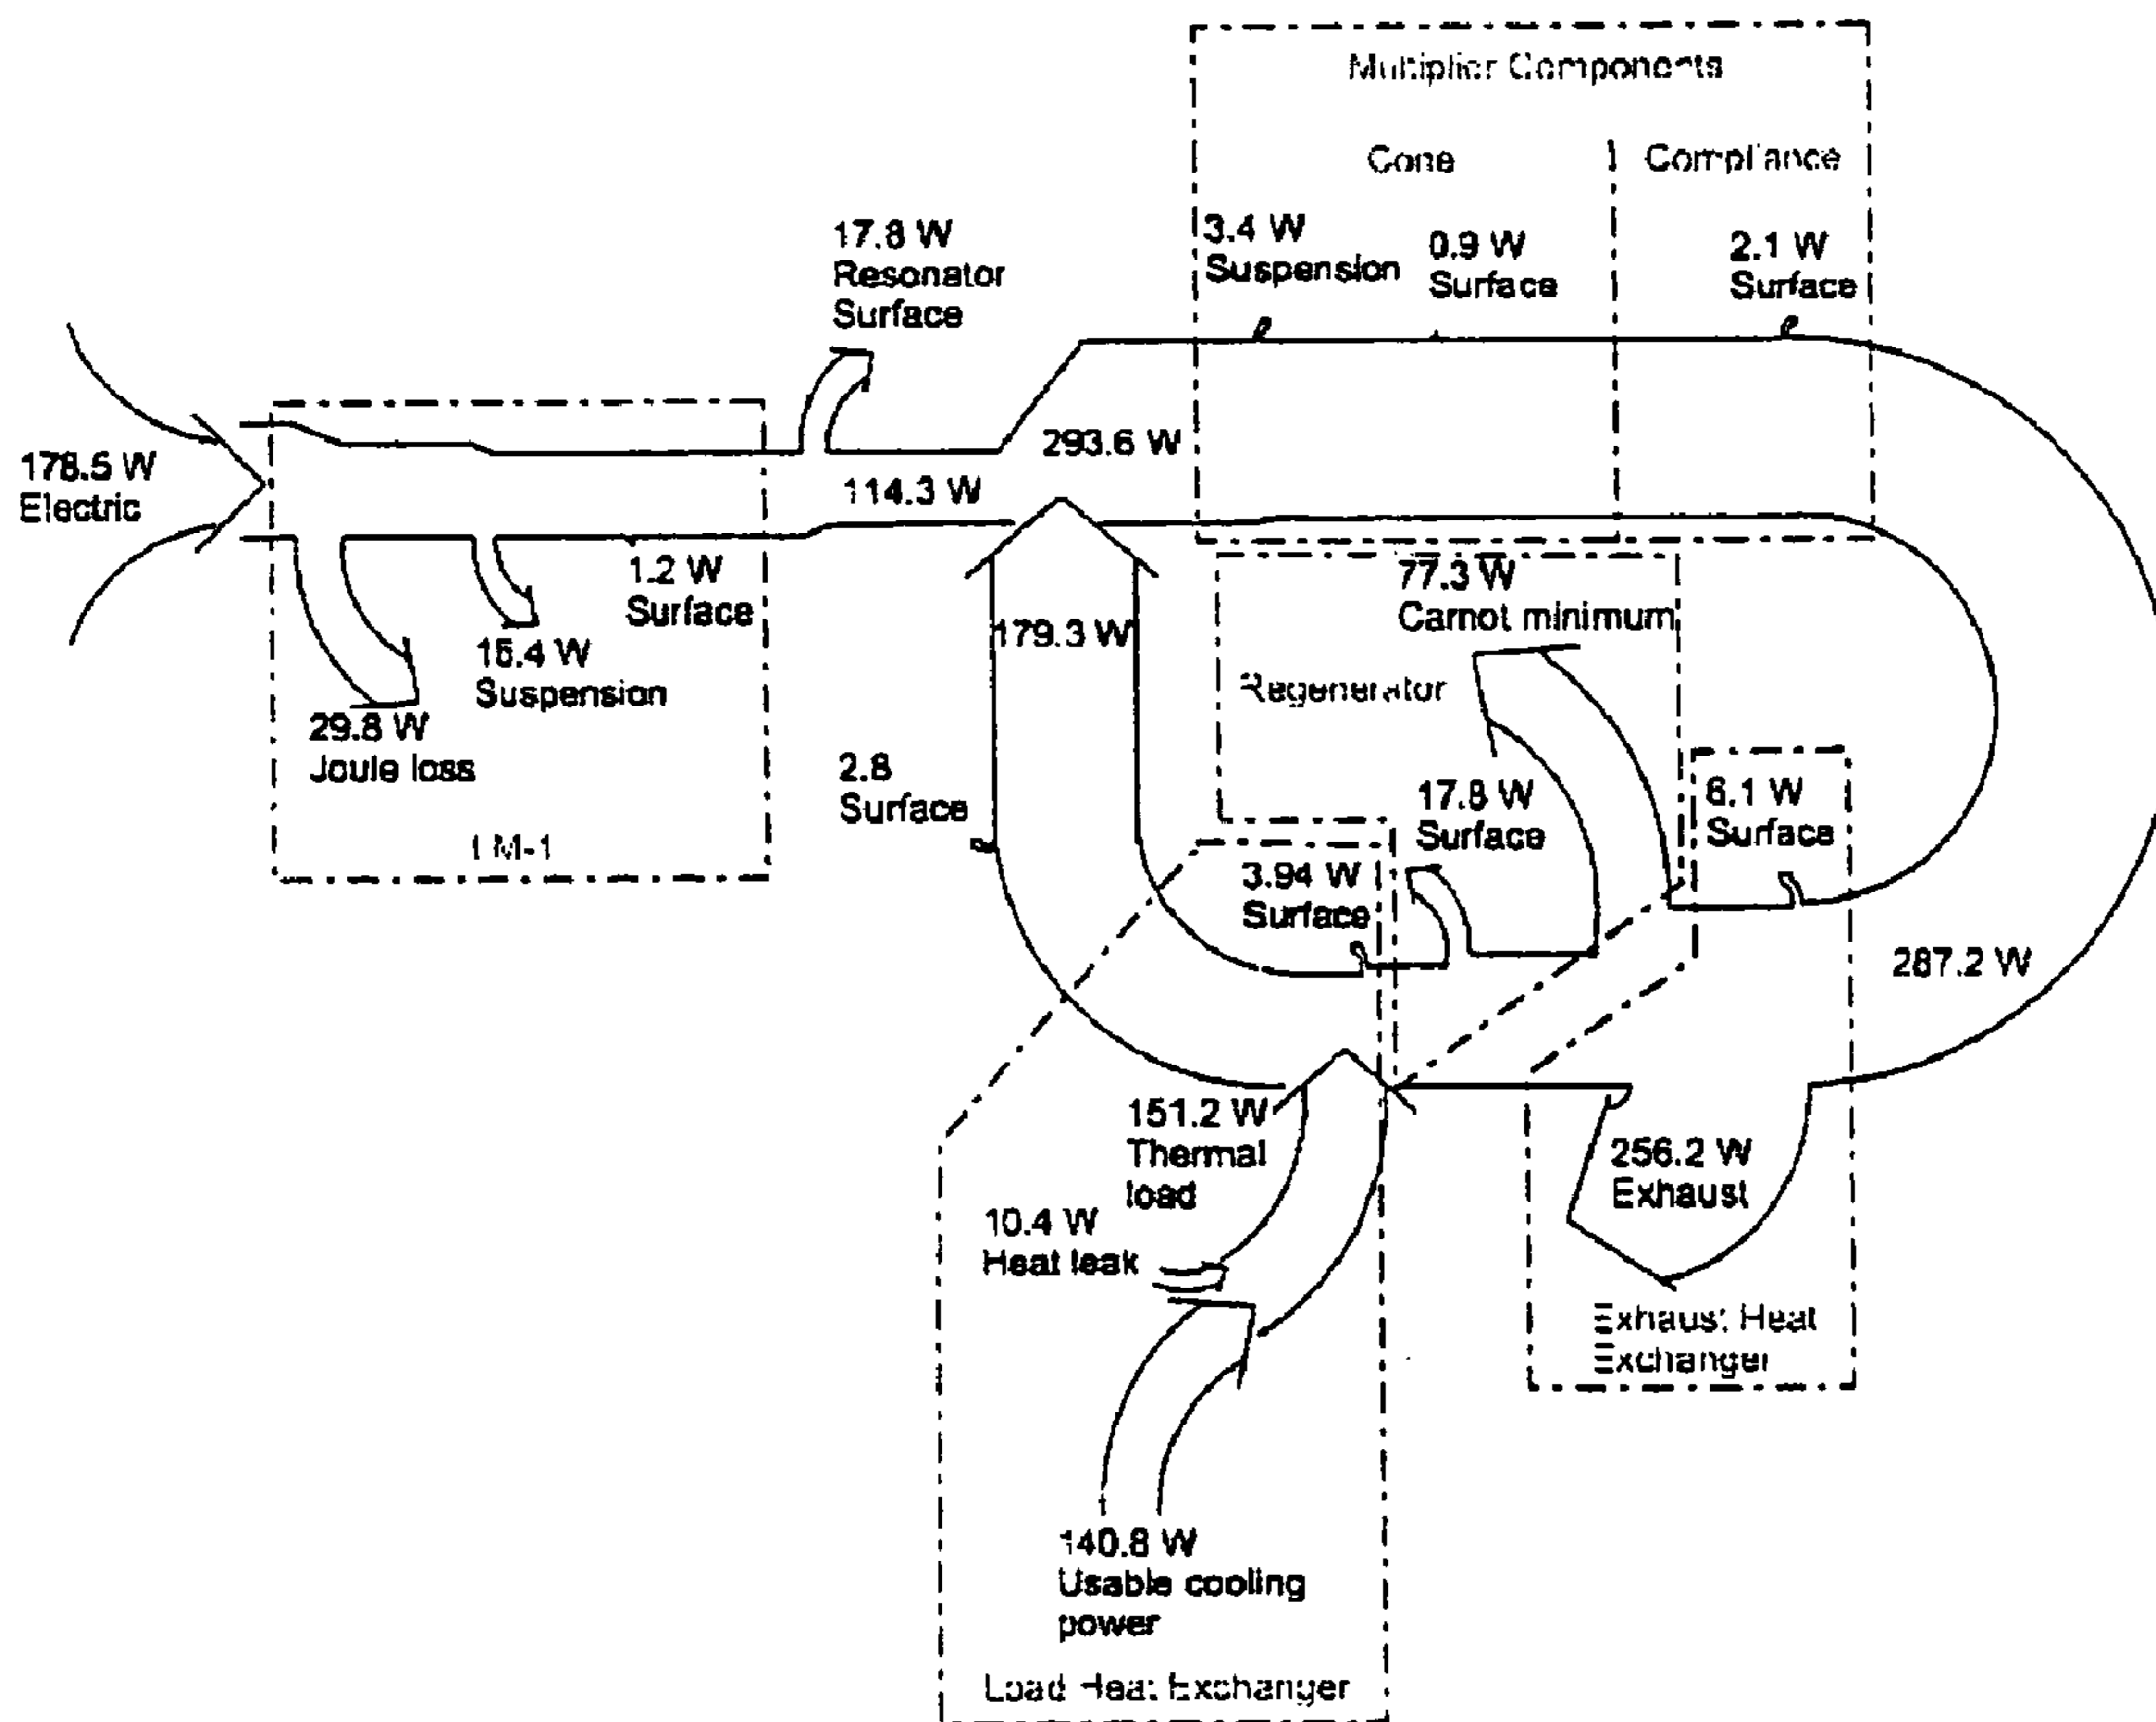 Multiplier Components
Cone
Compliance
17.8 W
Resonator
Surface
3.4 W
Suspension
0.9 W
Surface
2.1 W
Surface
178.5 W
Electric
293.6 W
114.3 W
1.2 W
Surface
15.4 W
Suspension
29.8 W
Joule loss
179.3 W
77.3 W
Carnot minimum
Regenerator
2.8
Surface
17.8 W
Surface
6.1 W
Surface
LM-1
3.94 W
Surface
287.2 W
151.2 W
Thermal
load
256.2 W
Exhaust
10.4 W
Heat leak
Exhaust Heat
Exchanger
140.8 W
Usable cooling
power
Load Heat Exchanger